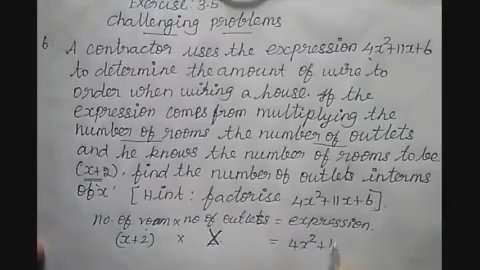 Exercise: 3.5
Challenging problems
6. A contractor uses the expression 4x²+11x+6
to determine the amount of wire to
order when wiring a house. If the
expression comes from multiplying the
number of rooms the number of outlets
and he knows the number of rooms to be
(x+2). find the number of outlets interms
of 'x'. [Hint: factorise 4x²+11x+6].
no. of room × no of outlets = expression.
(x+2) × X = 4x²+1